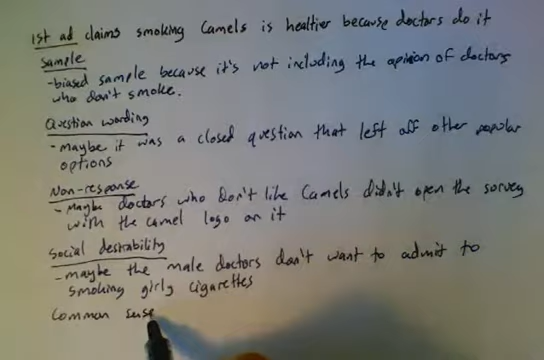 1st ad claims smoking Camels is healtier because doctors do it
Sample
- biased sample because it's not including the opinion of doctors
who don't smoke.
Question wording
- maybe it was a closed question that left off other popular
options
Non-response
- Maybe doctors who don't like Camels didn't open the survey
with the camel logo on it
Social desirability
- maybe the male doctors don't want to admit to
smoking girly cigarettes
Common sense